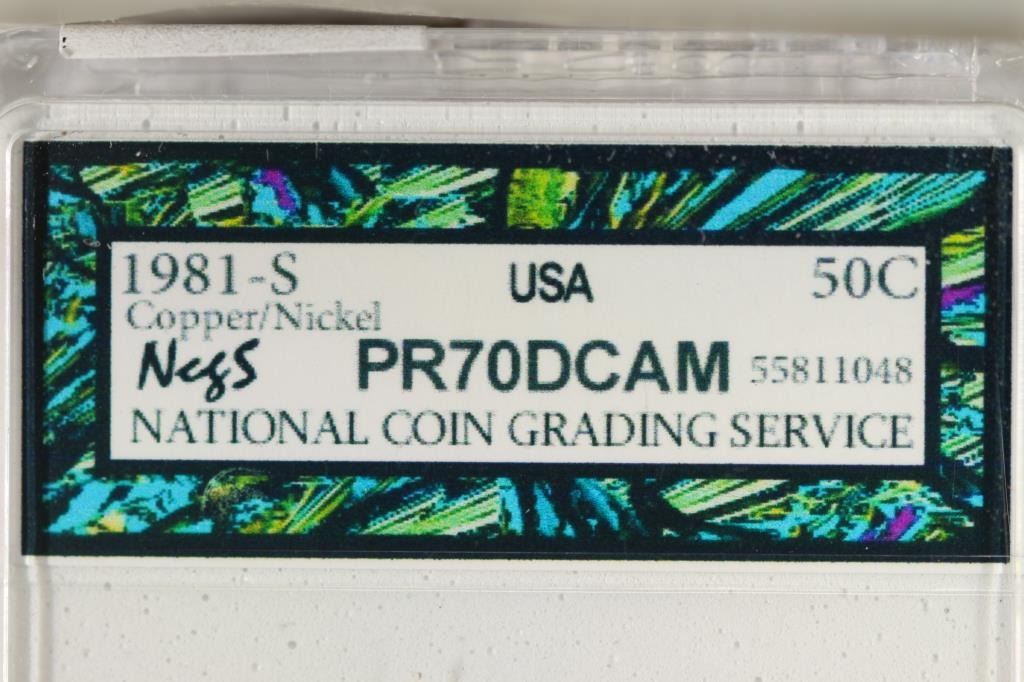 1981-S USA 50C
Copper/Nickel
NcgS PR70DCAM 55811048
NATIONAL COIN GRADING SERVICE